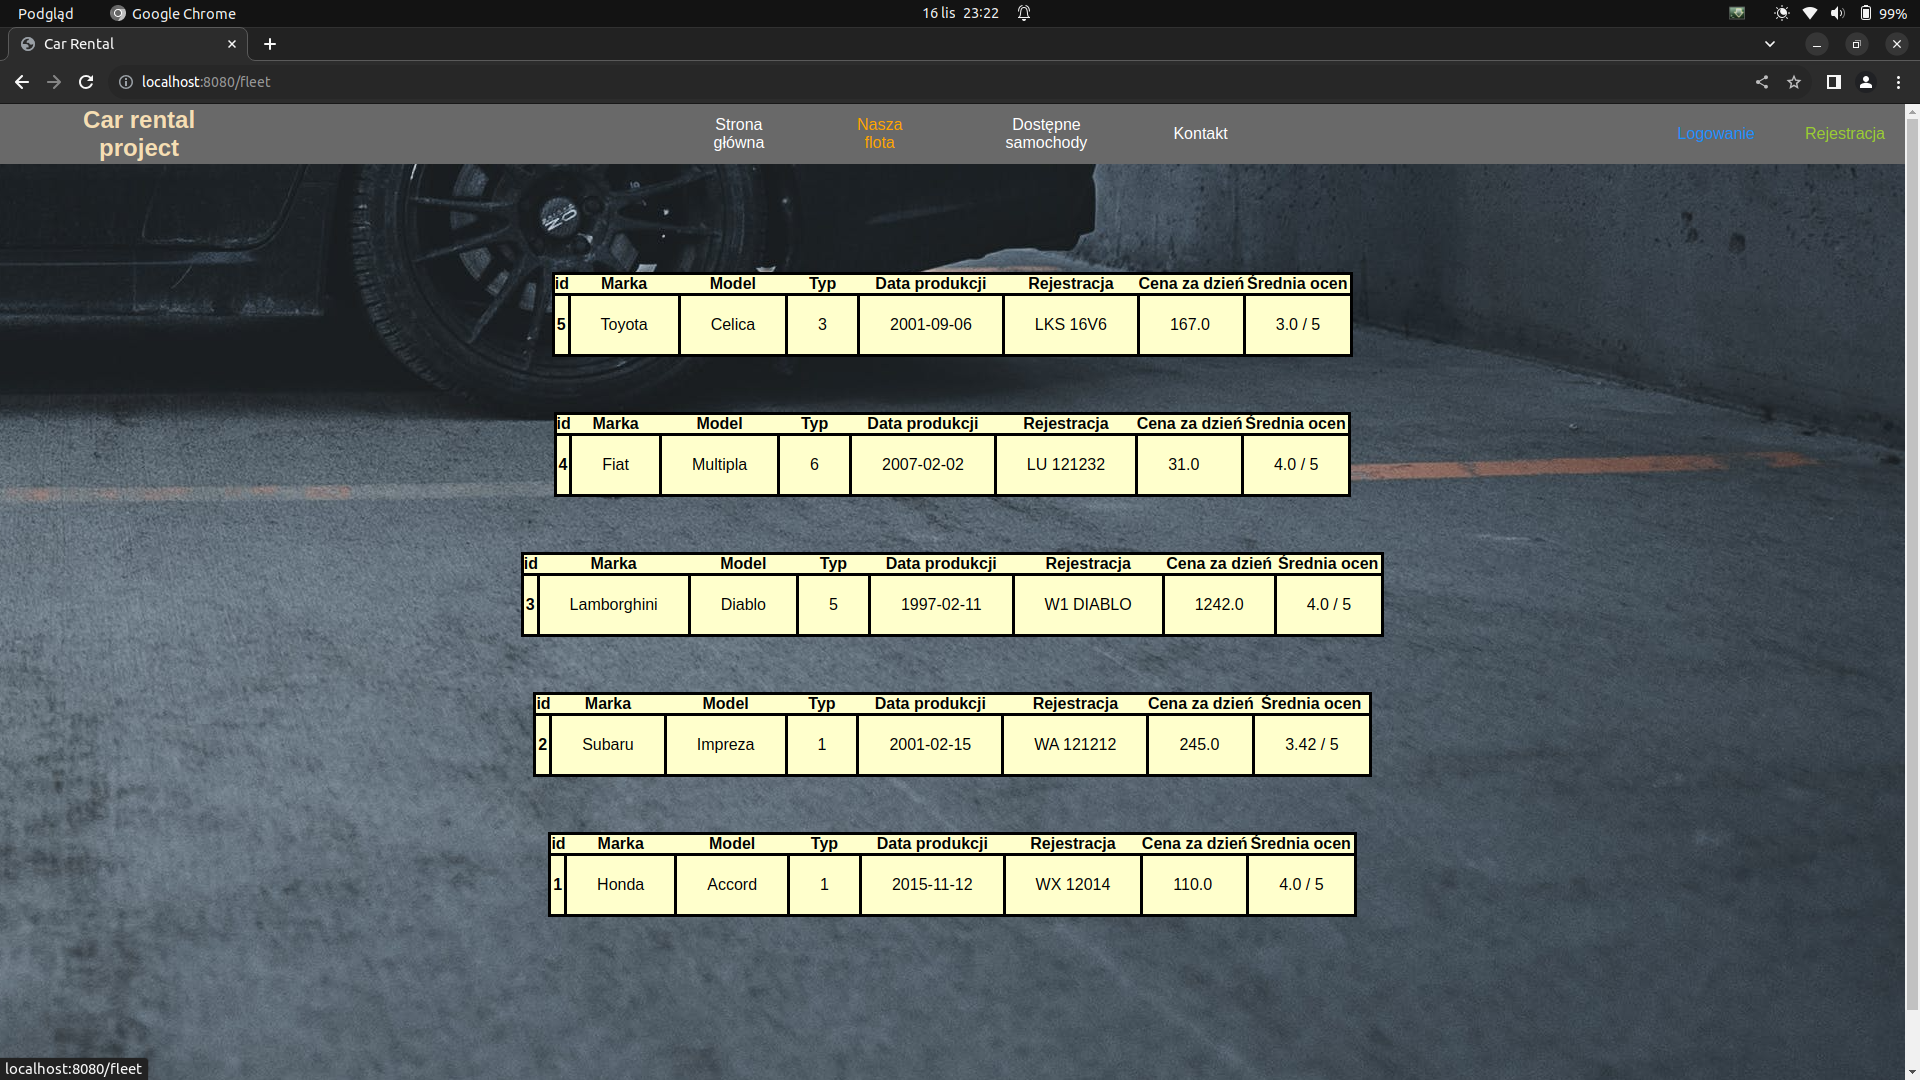 Podgląd Google Chrome 16 lis 23:22 99%
Car Rental
localhost:8080/fleet
Car rental
project
Strona
główna
Nasza
flota
Dostępne
samochody
Kontakt
Logowanie
Rejestracja
id Marka Model Typ Data produkcji Rejestracja Cena za dzień Średnia ocen
5 Toyota Celica 3 2001-09-06 LKS 16V6 167.0 3.0 / 5
id Marka Model Typ Data produkcji Rejestracja Cena za dzień Średnia ocen
4 Fiat Multipla 6 2007-02-02 LU 121232 31.0 4.0 / 5
id Marka Model Typ Data produkcji Rejestracja Cena za dzień Średnia ocen
3 Lamborghini Diablo 5 1997-02-11 W1 DIABLO 1242.0 4.0 / 5
id Marka Model Typ Data produkcji Rejestracja Cena za dzień Średnia ocen
2 Subaru Impreza 1 2001-02-15 WA 121212 245.0 3.42 / 5
id Marka Model Typ Data produkcji Rejestracja Cena za dzień Średnia ocen
1 Honda Accord 1 2015-11-12 WX 12014 110.0 4.0 / 5
localhost:8080/fleet